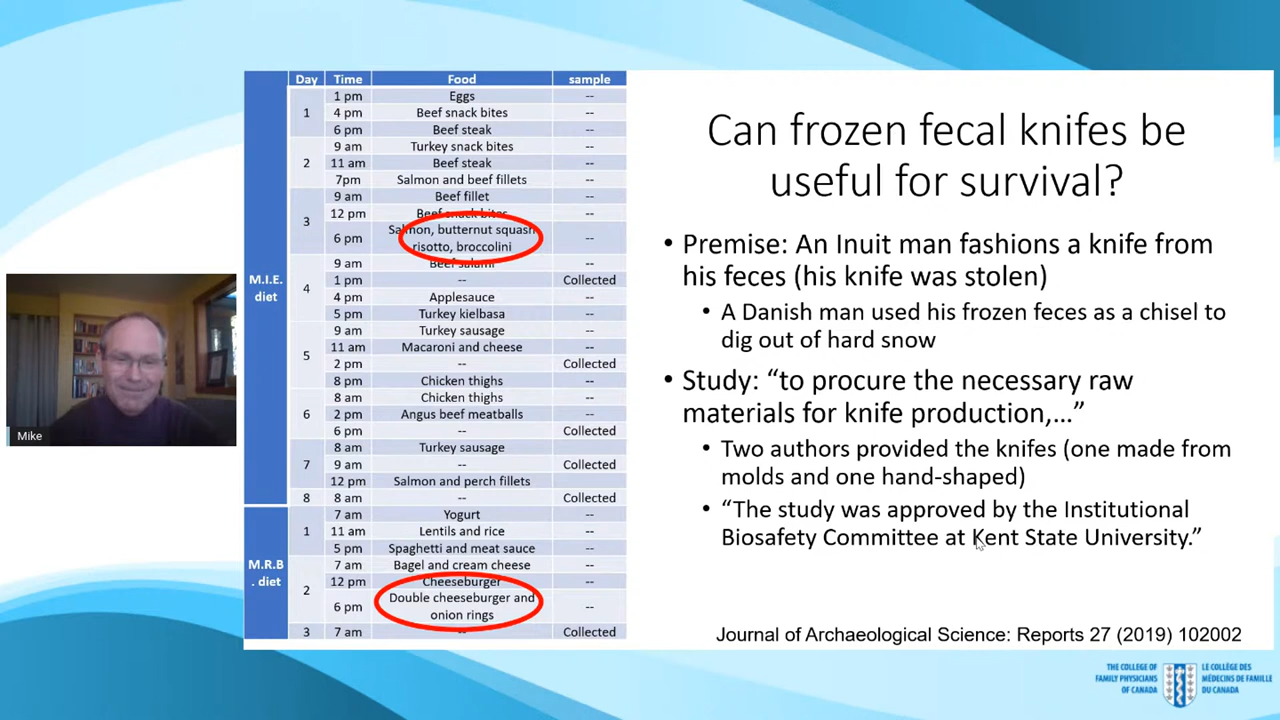 Day Time Food sample
M.I.E. diet
1
1 pm Eggs --
4 pm Beef snack bites --
6 pm Beef steak --
2
9 am Turkey snack bites --
11 am Beef steak --
7pm Salmon and beef fillets --
3
9 am Beef fillet --
12 pm Beef snack bites --
6 pm Salmon, butternut squash
risotto, broccolini --
4
9 am Beef salami --
1 pm -- Collected
4 pm Applesauce --
5 pm Turkey kielbasa --
5
9 am Turkey sausage --
11 am Macaroni and cheese --
2 pm -- Collected
8 pm Chicken thighs --
6
8 am Chicken thighs --
2 pm Angus beef meatballs --
6 pm -- Collected
7
8 am Turkey sausage --
9 am -- Collected
12 pm Salmon and perch fillets
8
8 am -- Collected
M.R.B
. diet
1
7 am Yogurt --
11 am Lentils and rice --
5 pm Spaghetti and meat sauce --
2
7 am Bagel and cream cheese --
12 pm Cheeseburger --
6 pm Double cheeseburger and
onion rings --
3
7 am -- Collected
Can frozen fecal knifes be
useful for survival?
• Premise: An Inuit man fashions a knife from
his feces (his knife was stolen)
• A Danish man used his frozen feces as a chisel to
dig out of hard snow
• Study: “to procure the necessary raw
materials for knife production,…”
• Two authors provided the knifes (one made from
molds and one hand-shaped)
• “The study was approved by the Institutional
Biosafety Committee at Kent State University.”
Journal of Archaeological Science: Reports 27 (2019) 102002
Mike
THE COLLEGE OF
FAMILY PHYSICIANS
OF CANADA
LE COLLÈGE DES
MÉDECINS DE FAMILLE
DU CANADA